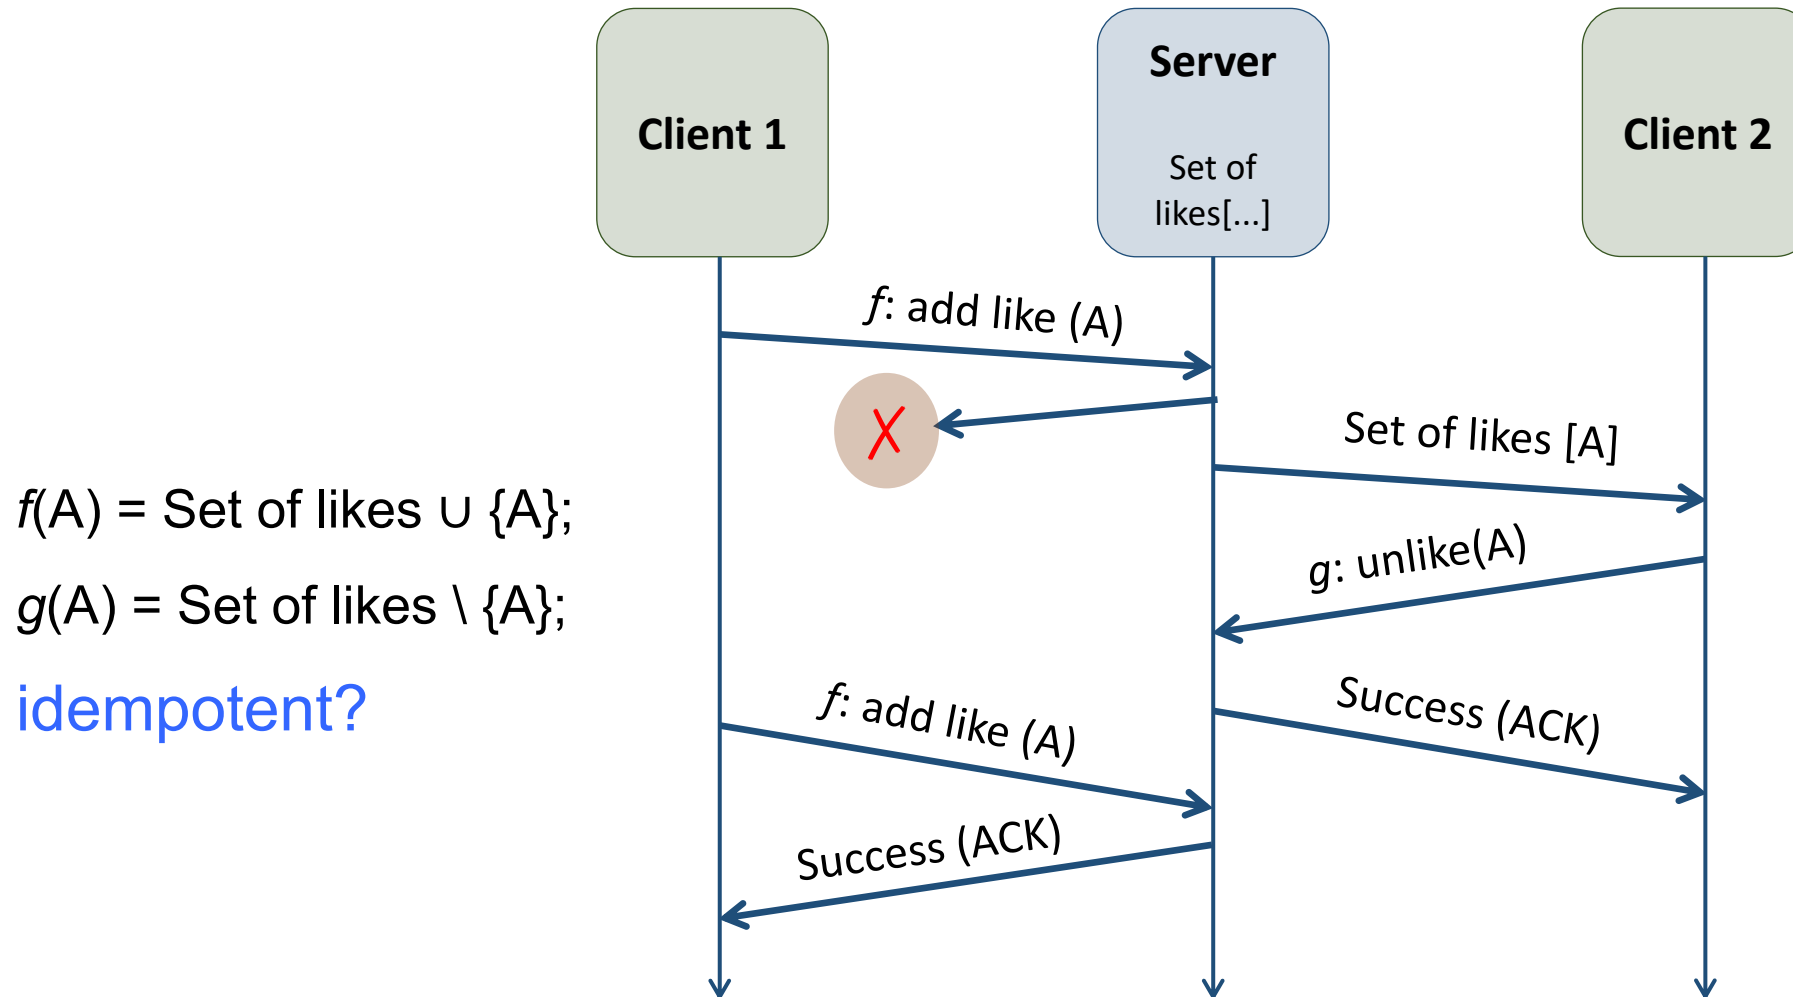 Client 1
Server
Set of
likes[...]
Client 2
f: add like (A)
X
Set of likes [A]
f(A) = Set of likes ∪ {A};
g: unlike(A)
g(A) = Set of likes \ {A};
idempotent?
f: add like (A)
Success (ACK)
Success (ACK)